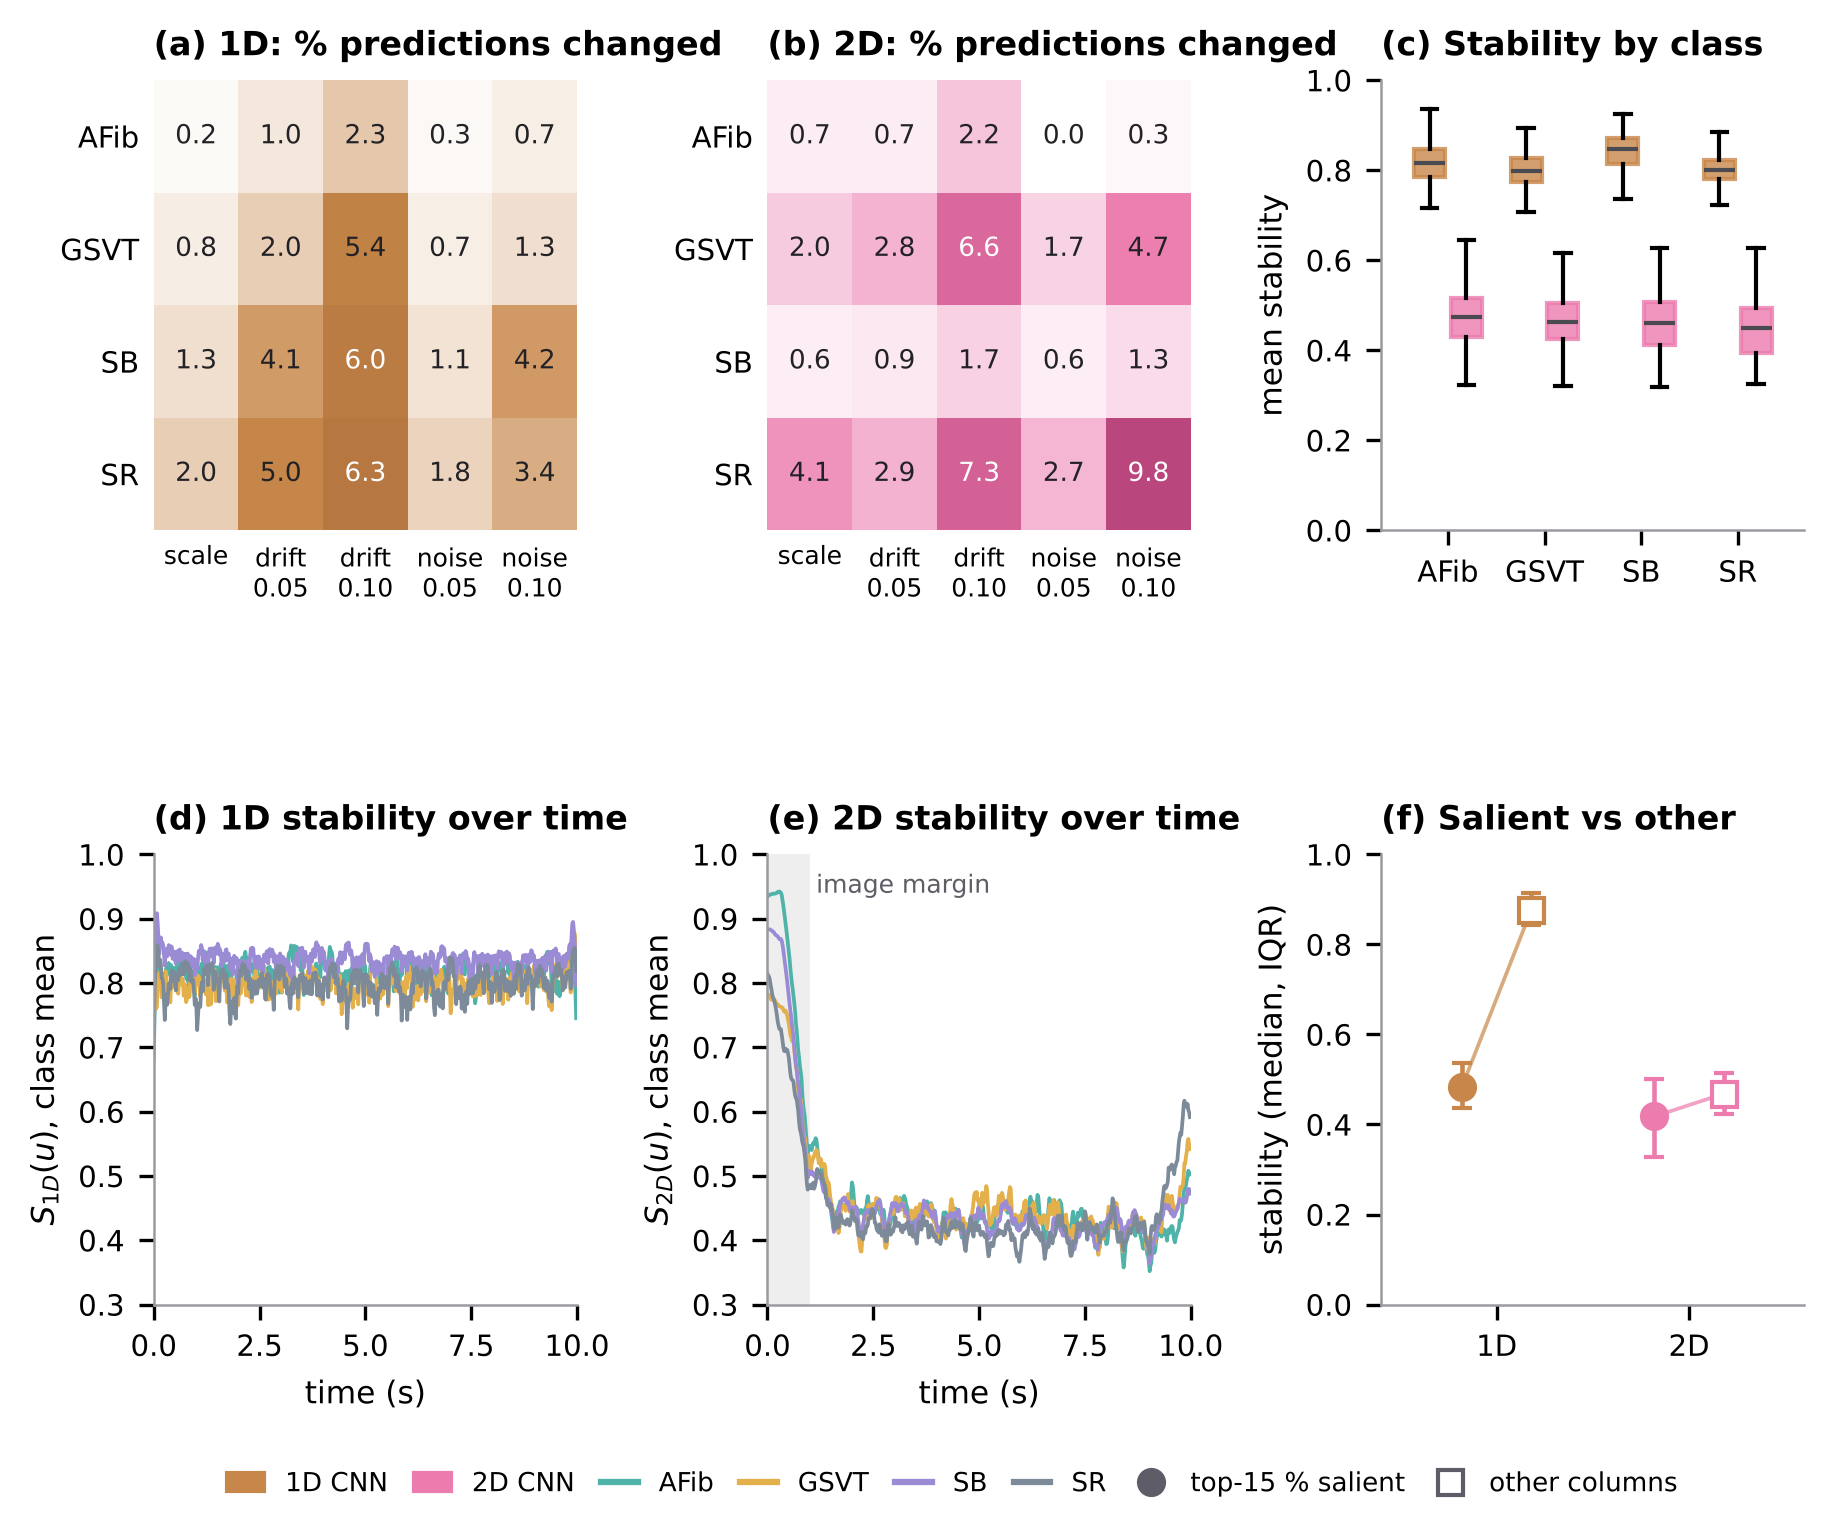 (a) 1D: % predictions changed
AFib 0.2 1.0 2.3 0.3 0.7
GSVT 0.8 2.0 5.4 0.7 1.3
SB 1.3 4.1 6.0 1.1 4.2
SR 2.0 5.0 6.3 1.8 3.4
scale drift drift noise noise
0.05 0.10 0.05 0.10
(b) 2D: % predictions changed
AFib 0.7 0.7 2.2 0.0 0.3
GSVT 2.0 2.8 6.6 1.7 4.7
SB 0.6 0.9 1.7 0.6 1.3
SR 4.1 2.9 7.3 2.7 9.8
scale drift drift noise noise
0.05 0.10 0.05 0.10
(c) Stability by class
mean stability
1.0
0.8
0.6
0.4
0.2
0.0
AFib GSVT SB SR
(d) 1D stability over time
S1D(u), class mean
1.0
0.9
0.8
0.7
0.6
0.5
0.4
0.3
0.0 2.5 5.0 7.5 10.0
time (s)
(e) 2D stability over time
S2D(u), class mean
image margin
1.0
0.9
0.8
0.7
0.6
0.5
0.4
0.3
0.0 2.5 5.0 7.5 10.0
time (s)
(f) Salient vs other
stability (median, IQR)
1.0
0.8
0.6
0.4
0.2
0.0
1D 2D
1D CNN 2D CNN AFib GSVT SB SR top-15 % salient other columns